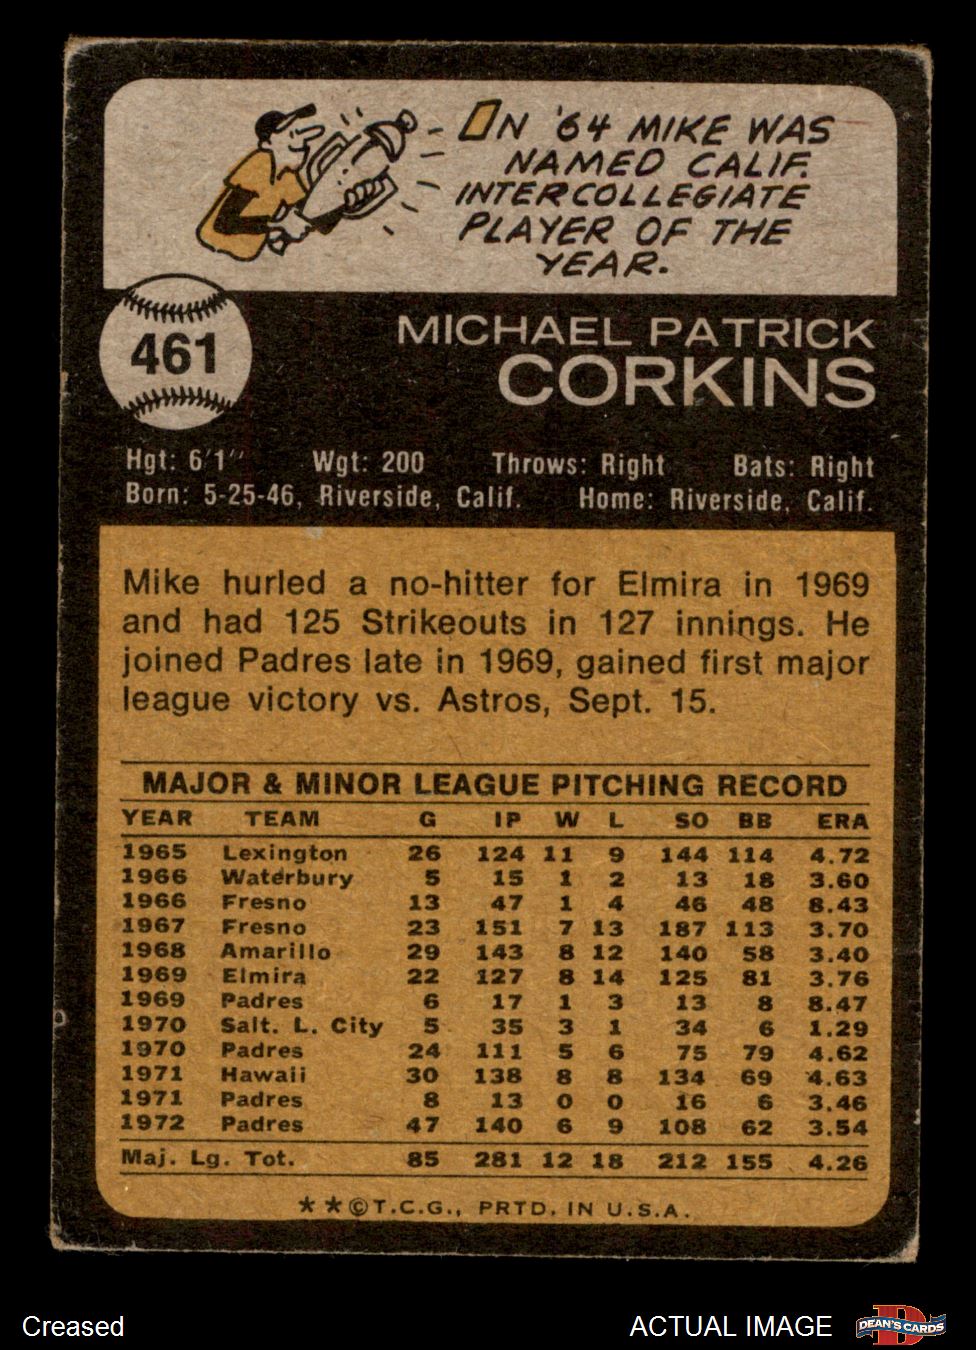 ON '64 MIKE WAS
NAMED CALIF.
INTERCOLLEGIATE
PLAYER OF THE
YEAR.
461
MICHAEL PATRICK
CORKINS
Hgt: 6'1" Wgt: 200 Throws: Right Bats: Right
Born: 5-25-46, Riverside, Calif. Home: Riverside, Calif.
Mike hurled a no-hitter for Elmira in 1969
and had 125 Strikeouts in 127 innings. He
joined Padres late in 1969, gained first major
league victory vs. Astros, Sept. 15.
MAJOR & MINOR LEAGUE PITCHING RECORD
YEAR TEAM G IP W L SO BB ERA
1965 Lexington 26 124 11 9 144 114 4.72
1966 Waterbury 5 15 1 2 13 18 3.60
1966 Fresno 13 47 1 4 46 48 8.43
1967 Fresno 23 151 7 13 187 113 3.70
1968 Amarillo 29 143 8 12 140 58 3.40
1969 Elmira 22 127 8 14 125 81 3.76
1969 Padres 6 17 1 3 13 8 8.47
1970 Salt. L. City 5 35 3 1 34 6 1.29
1970 Padres 24 111 5 6 75 79 4.62
1971 Hawaii 30 138 8 8 134 69 4.63
1971 Padres 8 13 0 0 16 6 3.46
1972 Padres 47 140 6 9 108 62 3.54
Maj. Lg. Tot. 85 281 12 18 212 155 4.26
**©T.C.G., PRTD. IN U.S.A.
Creased
ACTUAL IMAGE
D
DEAN'S CARDS